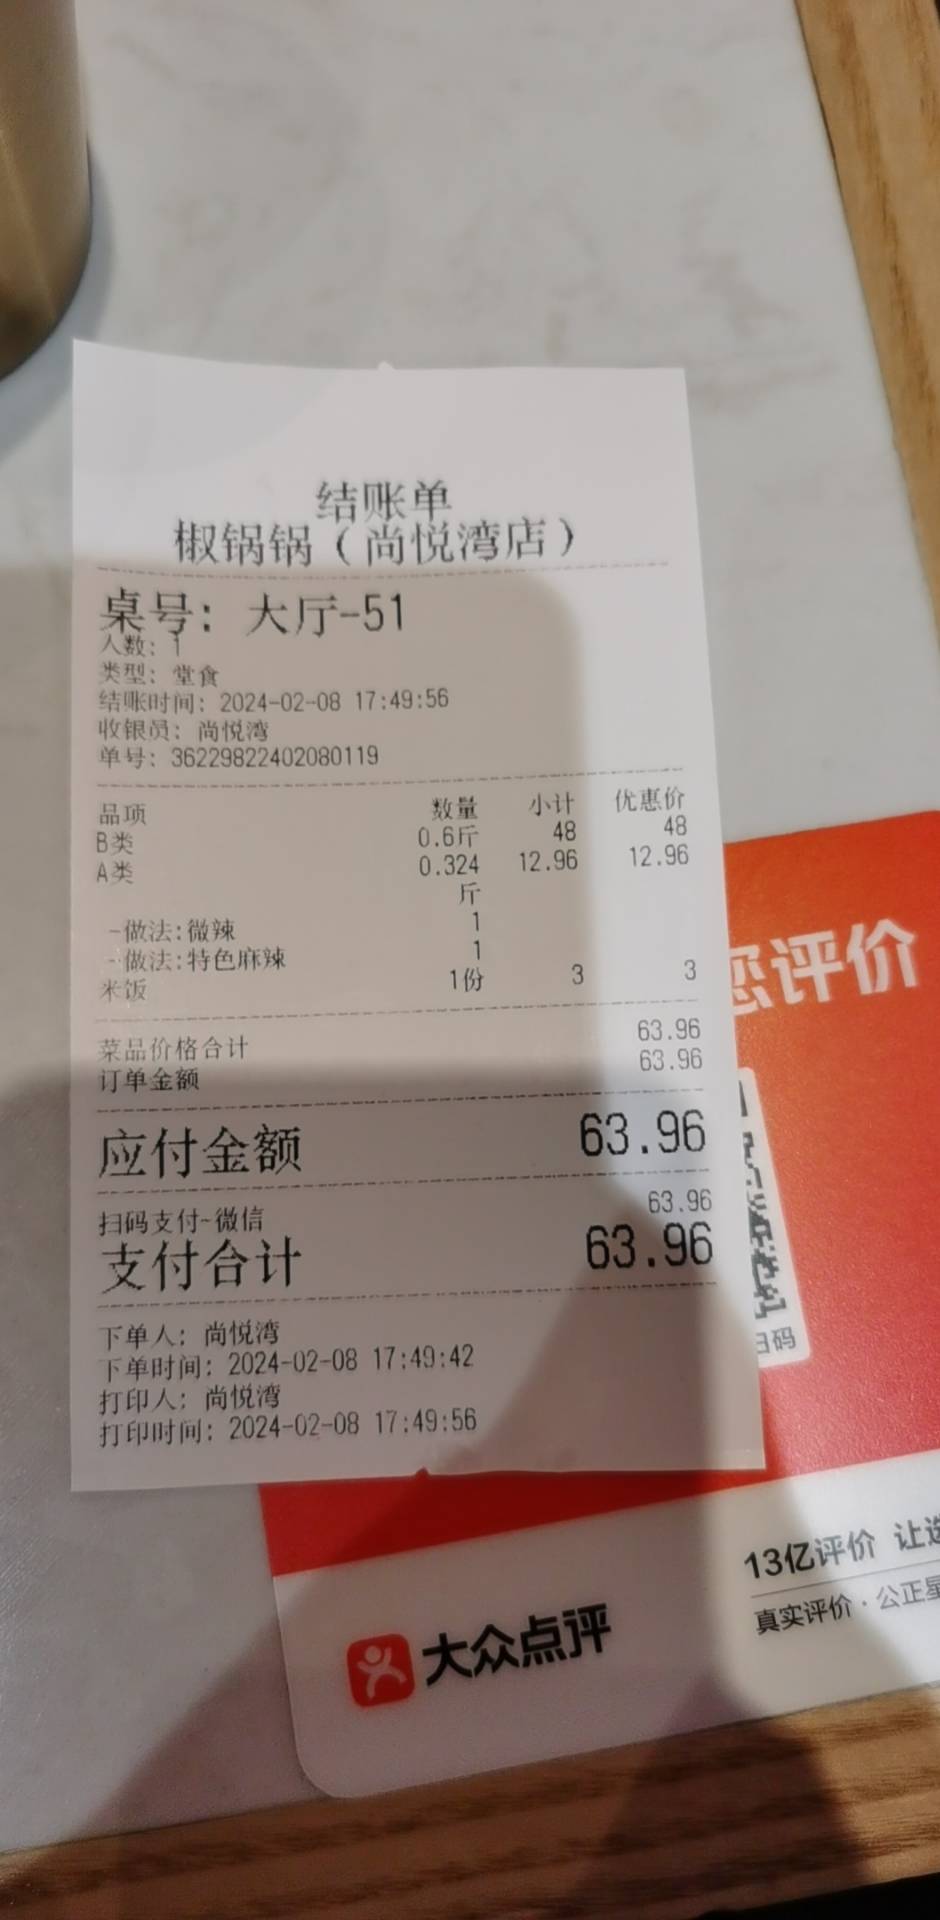 结账单
椒锅锅（尚悦湾店）
桌号：大厅-51
人数：1
类型：堂食
结账时间：2024-02-08 17:49:56
收银员：尚悦湾
单号：36229822402080119
品项 数量 小计 优惠价
B类 0.6斤 48 48
A类 0.324 12.96 12.96
斤
-做法:微辣 1
-做法:特色麻辣 1
米饭 1份 3 3
菜品价格合计 63.96
订单金额 63.96
应付金额 63.96
扫码支付-微信 63.96
支付合计 63.96
下单人：尚悦湾
下单时间：2024-02-08 17:49:42
打印人：尚悦湾
打印时间：2024-02-08 17:49:56
您评价
扫码
13亿评价 让选
真实评价·公正星
大众点评